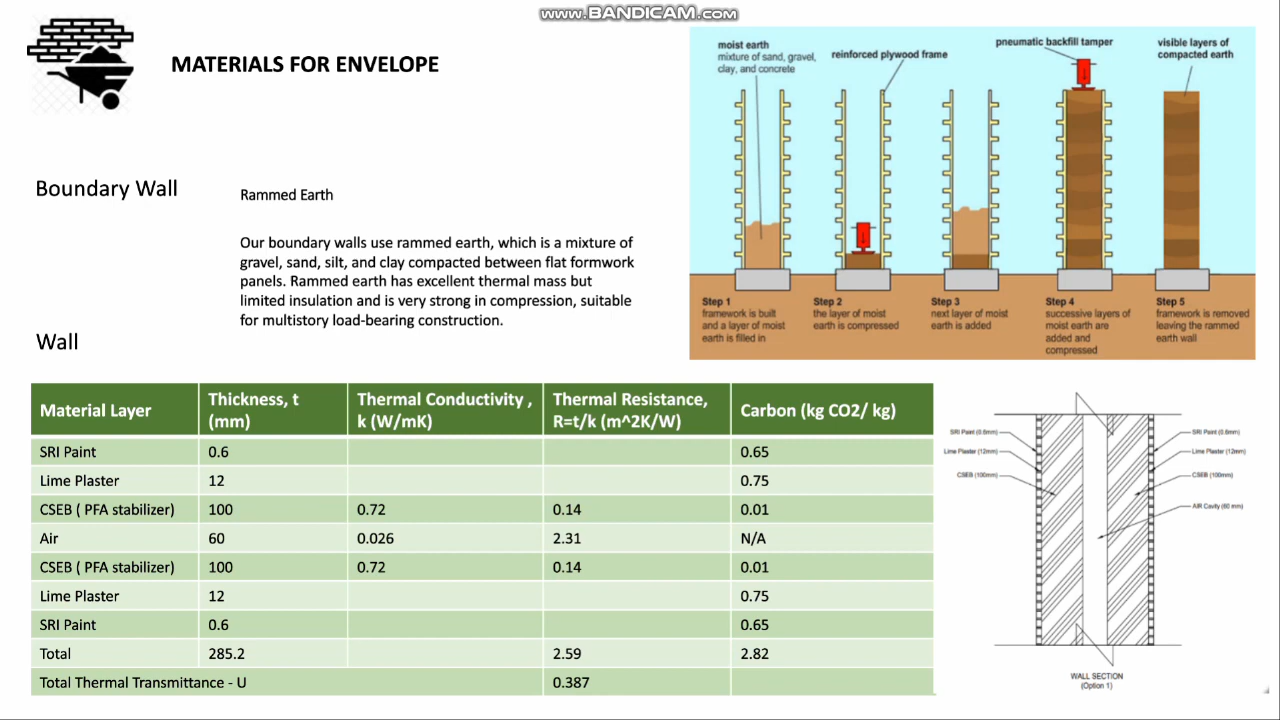 www.BANDICAM.com
MATERIALS FOR ENVELOPE
Boundary Wall
Rammed Earth
Our boundary walls use rammed earth, which is a mixture of
gravel, sand, silt, and clay compacted between flat formwork
panels. Rammed earth has excellent thermal mass but
limited insulation and is very strong in compression, suitable
for multistory load-bearing construction.
moist earth
mixture of sand, gravel,
clay, and concrete
reinforced plywood frame
pneumatic backfill tamper
visible layers of
compacted earth
Step 1
framework is built
and a layer of moist
earth is filled in
Step 2
the layer of moist
earth is compressed
Step 3
next layer of moist
earth is added
Step 4
successive layers of
moist earth are
added and
compressed
Step 5
framework is removed
leaving the rammed
earth wall
Wall
Material Layer Thickness, t (mm) Thermal Conductivity , k (W/mK) Thermal Resistance, R=t/k (m^2K/W) Carbon (kg CO2/ kg)
SRI Paint 0.6 0.65
Lime Plaster 12 0.75
CSEB ( PFA stabilizer) 100 0.72 0.14 0.01
Air 60 0.026 2.31 N/A
CSEB ( PFA stabilizer) 100 0.72 0.14 0.01
Lime Plaster 12 0.75
SRI Paint 0.6 0.65
Total 285.2 2.59 2.82
Total Thermal Transmittance - U 0.387
SRI Paint (0.6mm)
Lime Plaster (12mm)
CSEB (100mm)
SRI Paint (0.6mm)
Lime Plaster (12mm)
CSEB (100mm)
AIR Cavity (60 mm)
WALL SECTION
(Option 1)